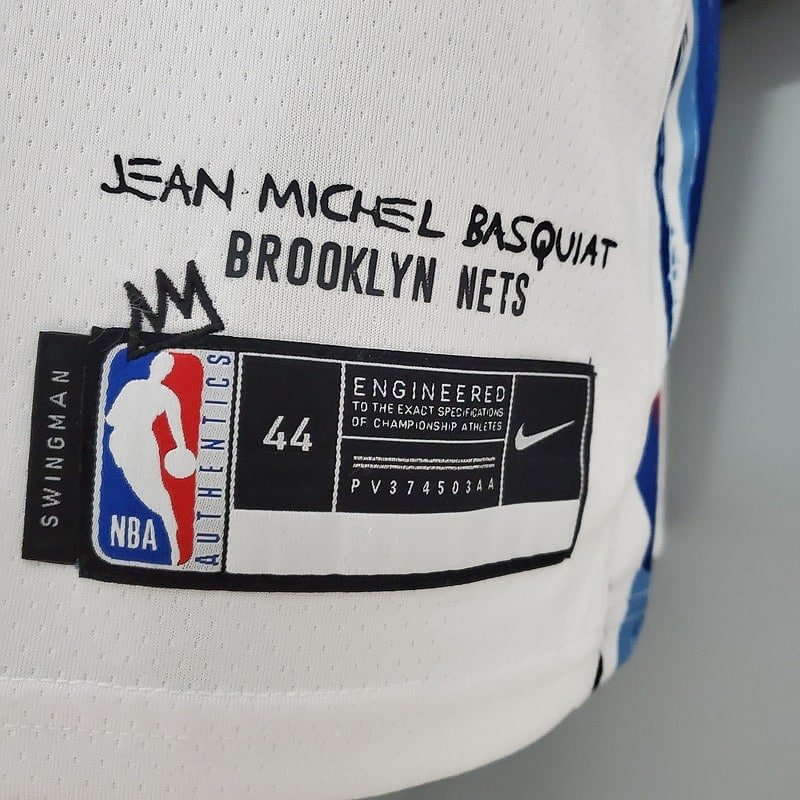 JEAN MICHEL BASQUIAT
BROOKLYN NETS
SWINGMAN
NBA
AUTHENTICS
44
ENGINEERED
TO THE EXACT SPECIFICATIONS
OF CHAMPIONSHIP ATHLETES
PV374503AA